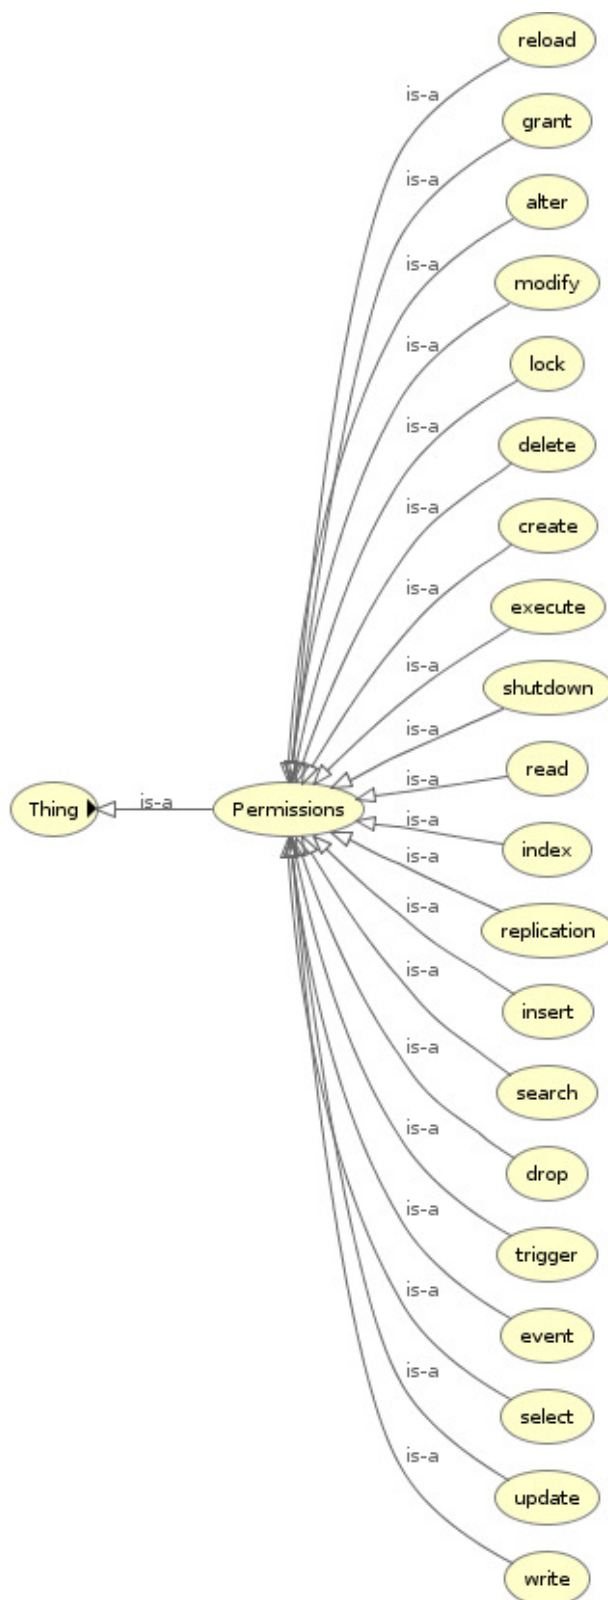 reload
is-a
grant
is-a
alter
is-a
modify
is-a
lock
is-a
delete
is-a
create
is-a
execute
is-a
shutdown
is-a
read
is-a
Thing
is-a
Permissions
is-a
index
is-a
replication
is-a
insert
is-a
search
is-a
drop
is-a
trigger
is-a
event
is-a
select
is-a
update
is-a
write